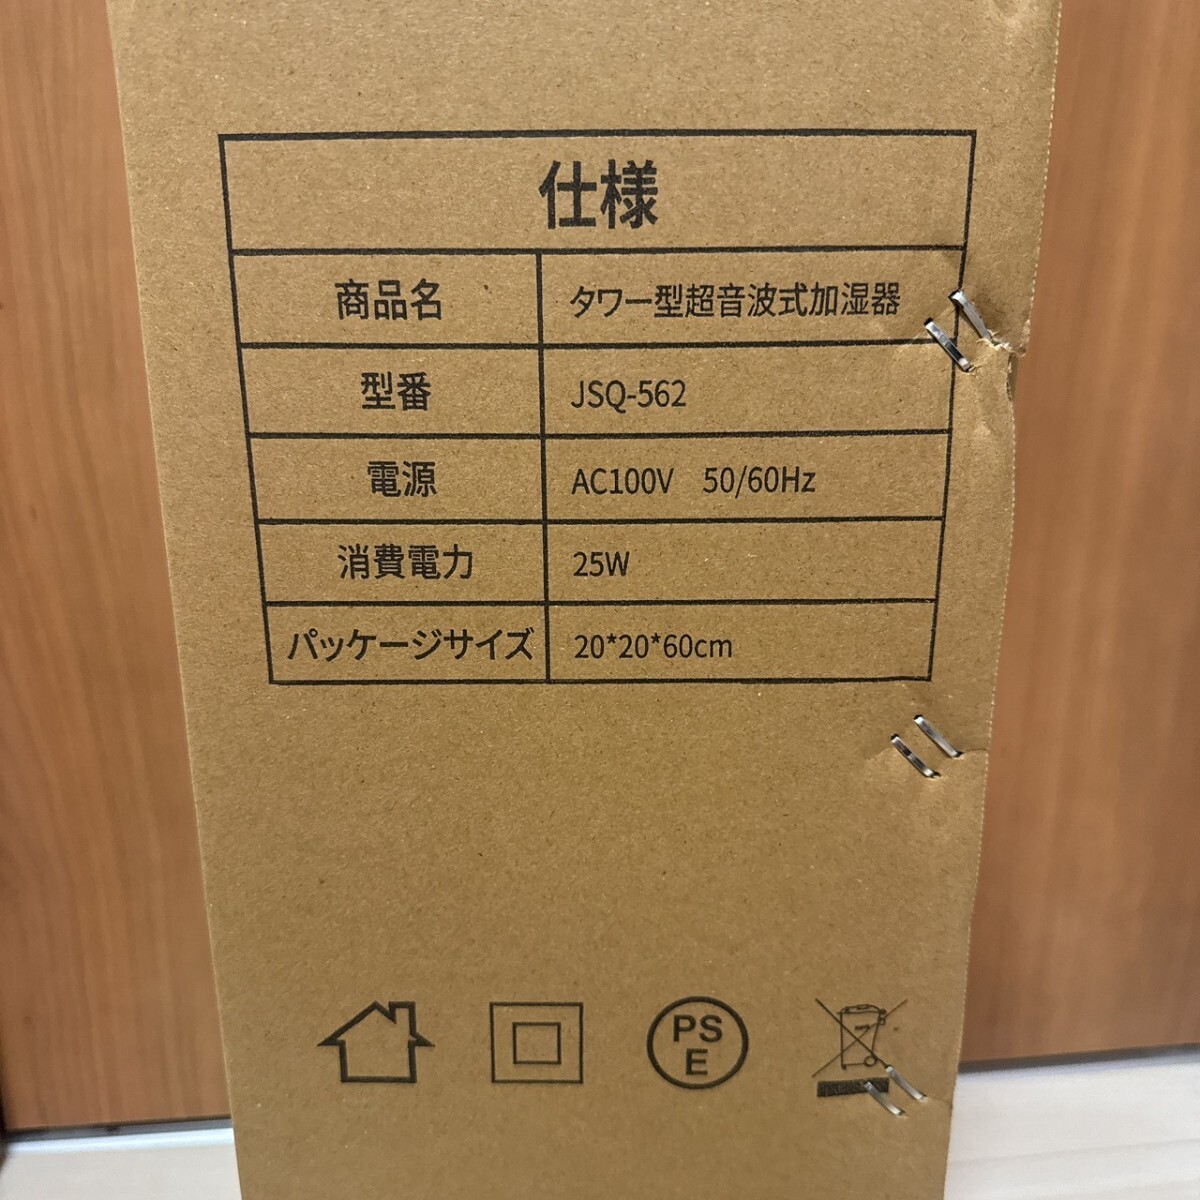 仕様
商品名 タワー型超音波式加湿器
型番 JSQ-562
電源 AC100V 50/60Hz
消費電力 25W
パッケージサイズ 20*20*60cm
PS
E